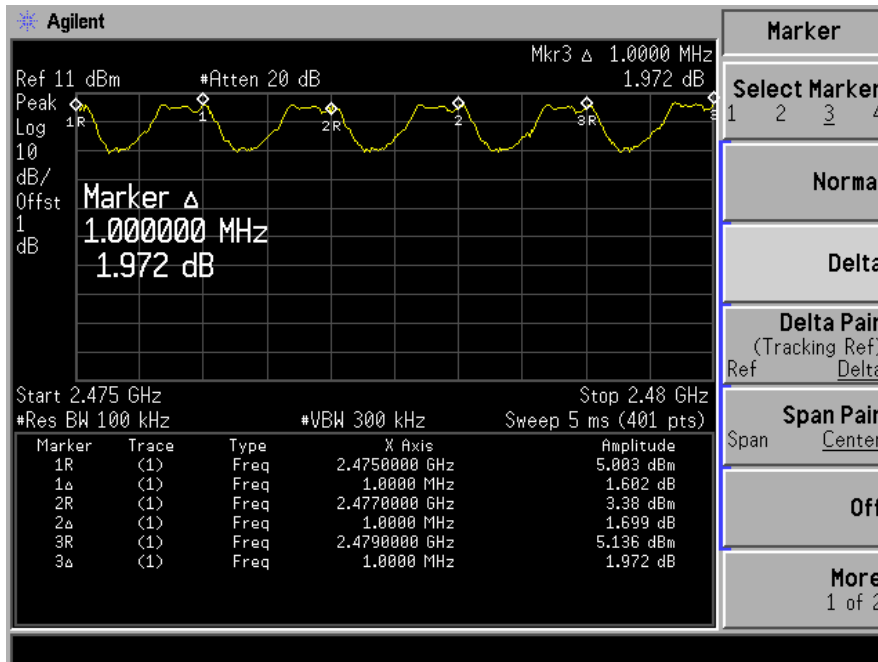 Agilent
Marker
Mkr3 Δ 1.0000 MHz
Ref 11 dBm #Atten 20 dB 1.972 dB
Peak
Log
10
dB/
Offst
1
dB
1R 1 2R 2 3R 3
Marker Δ
1.000000 MHz
1.972 dB
Start 2.475 GHz Stop 2.48 GHz
#Res BW 100 kHz #VBW 300 kHz Sweep 5 ms (401 pts)
Marker Trace Type X Axis Amplitude
1R (1) Freq 2.4750000 GHz 5.003 dBm
1Δ (1) Freq 1.0000 MHz 1.602 dB
2R (1) Freq 2.4770000 GHz 3.38 dBm
2Δ (1) Freq 1.0000 MHz 1.699 dB
3R (1) Freq 2.4790000 GHz 5.136 dBm
3Δ (1) Freq 1.0000 MHz 1.972 dB
Select Marker
1 2 3 4
Norma
Delta
Delta Pair
(Tracking Ref)
Ref Delta
Span Pair
Span Center
Off
More
1 of 2